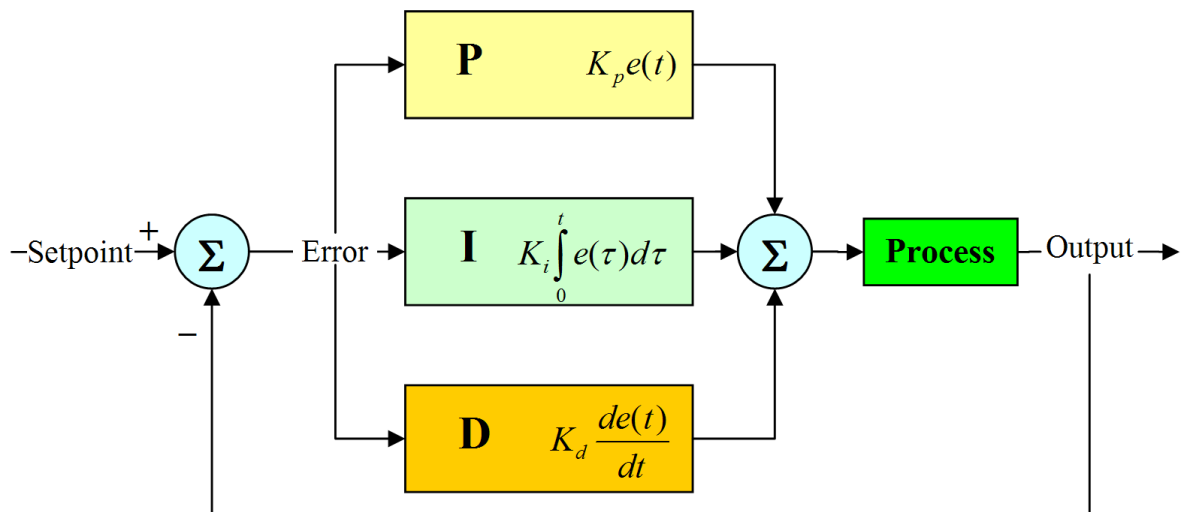 P K_p e(t)
–Setpoint + Σ Error I K_i ∫_0^t e(τ)dτ Σ Process Output
–
D K_d de(t)/dt